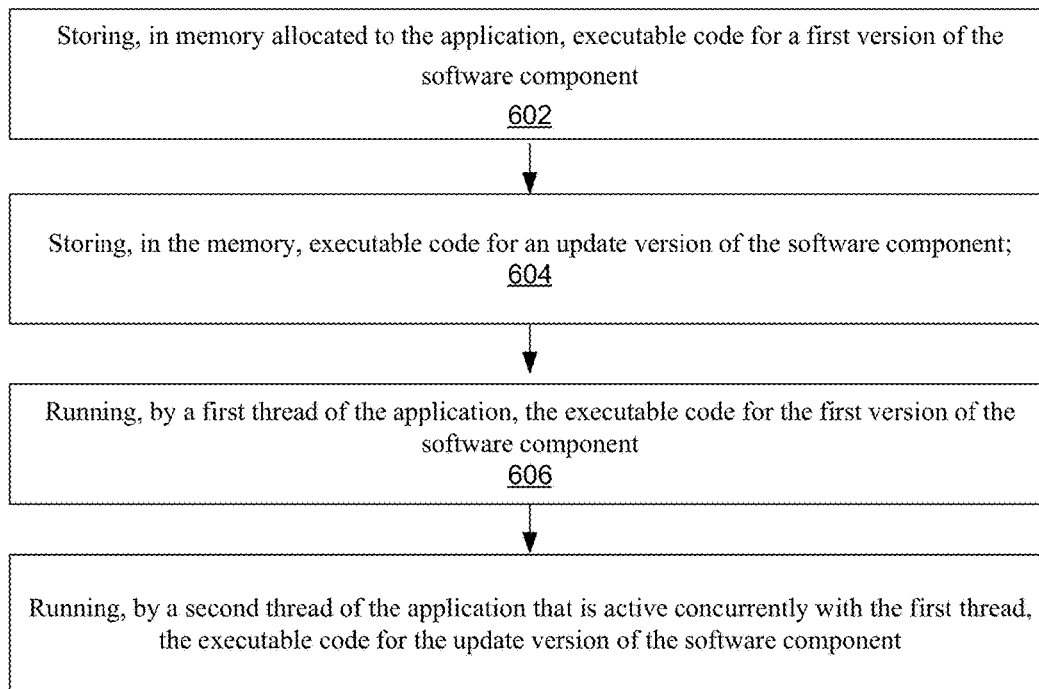 Storing, in memory allocated to the application, executable code for a first version of the
software component
602
Storing, in the memory, executable code for an update version of the software component;
604
Running, by a first thread of the application, the executable code for the first version of the
software component
606
Running, by a second thread of the application that is active concurrently with the first thread,
the executable code for the update version of the software component